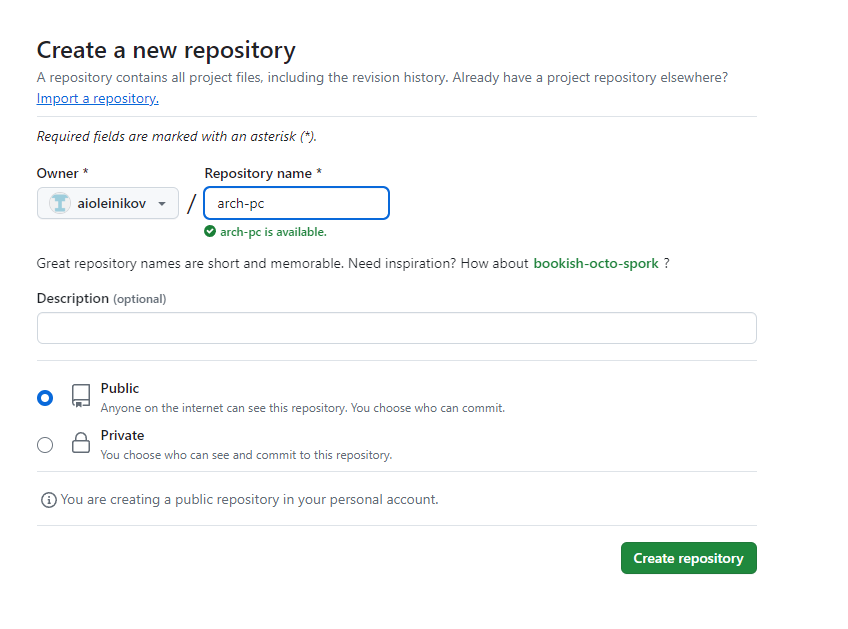 Create a new repository
A repository contains all project files, including the revision history. Already have a project repository elsewhere?
Import a repository.
Required fields are marked with an asterisk (*).
Owner *
Repository name *
aioleinikov
/
arch-pc
arch-pc is available.
Great repository names are short and memorable. Need inspiration? How about bookish-octo-spork ?
Description (optional)
Public
Anyone on the internet can see this repository. You choose who can commit.
Private
You choose who can see and commit to this repository.
You are creating a public repository in your personal account.
Create repository